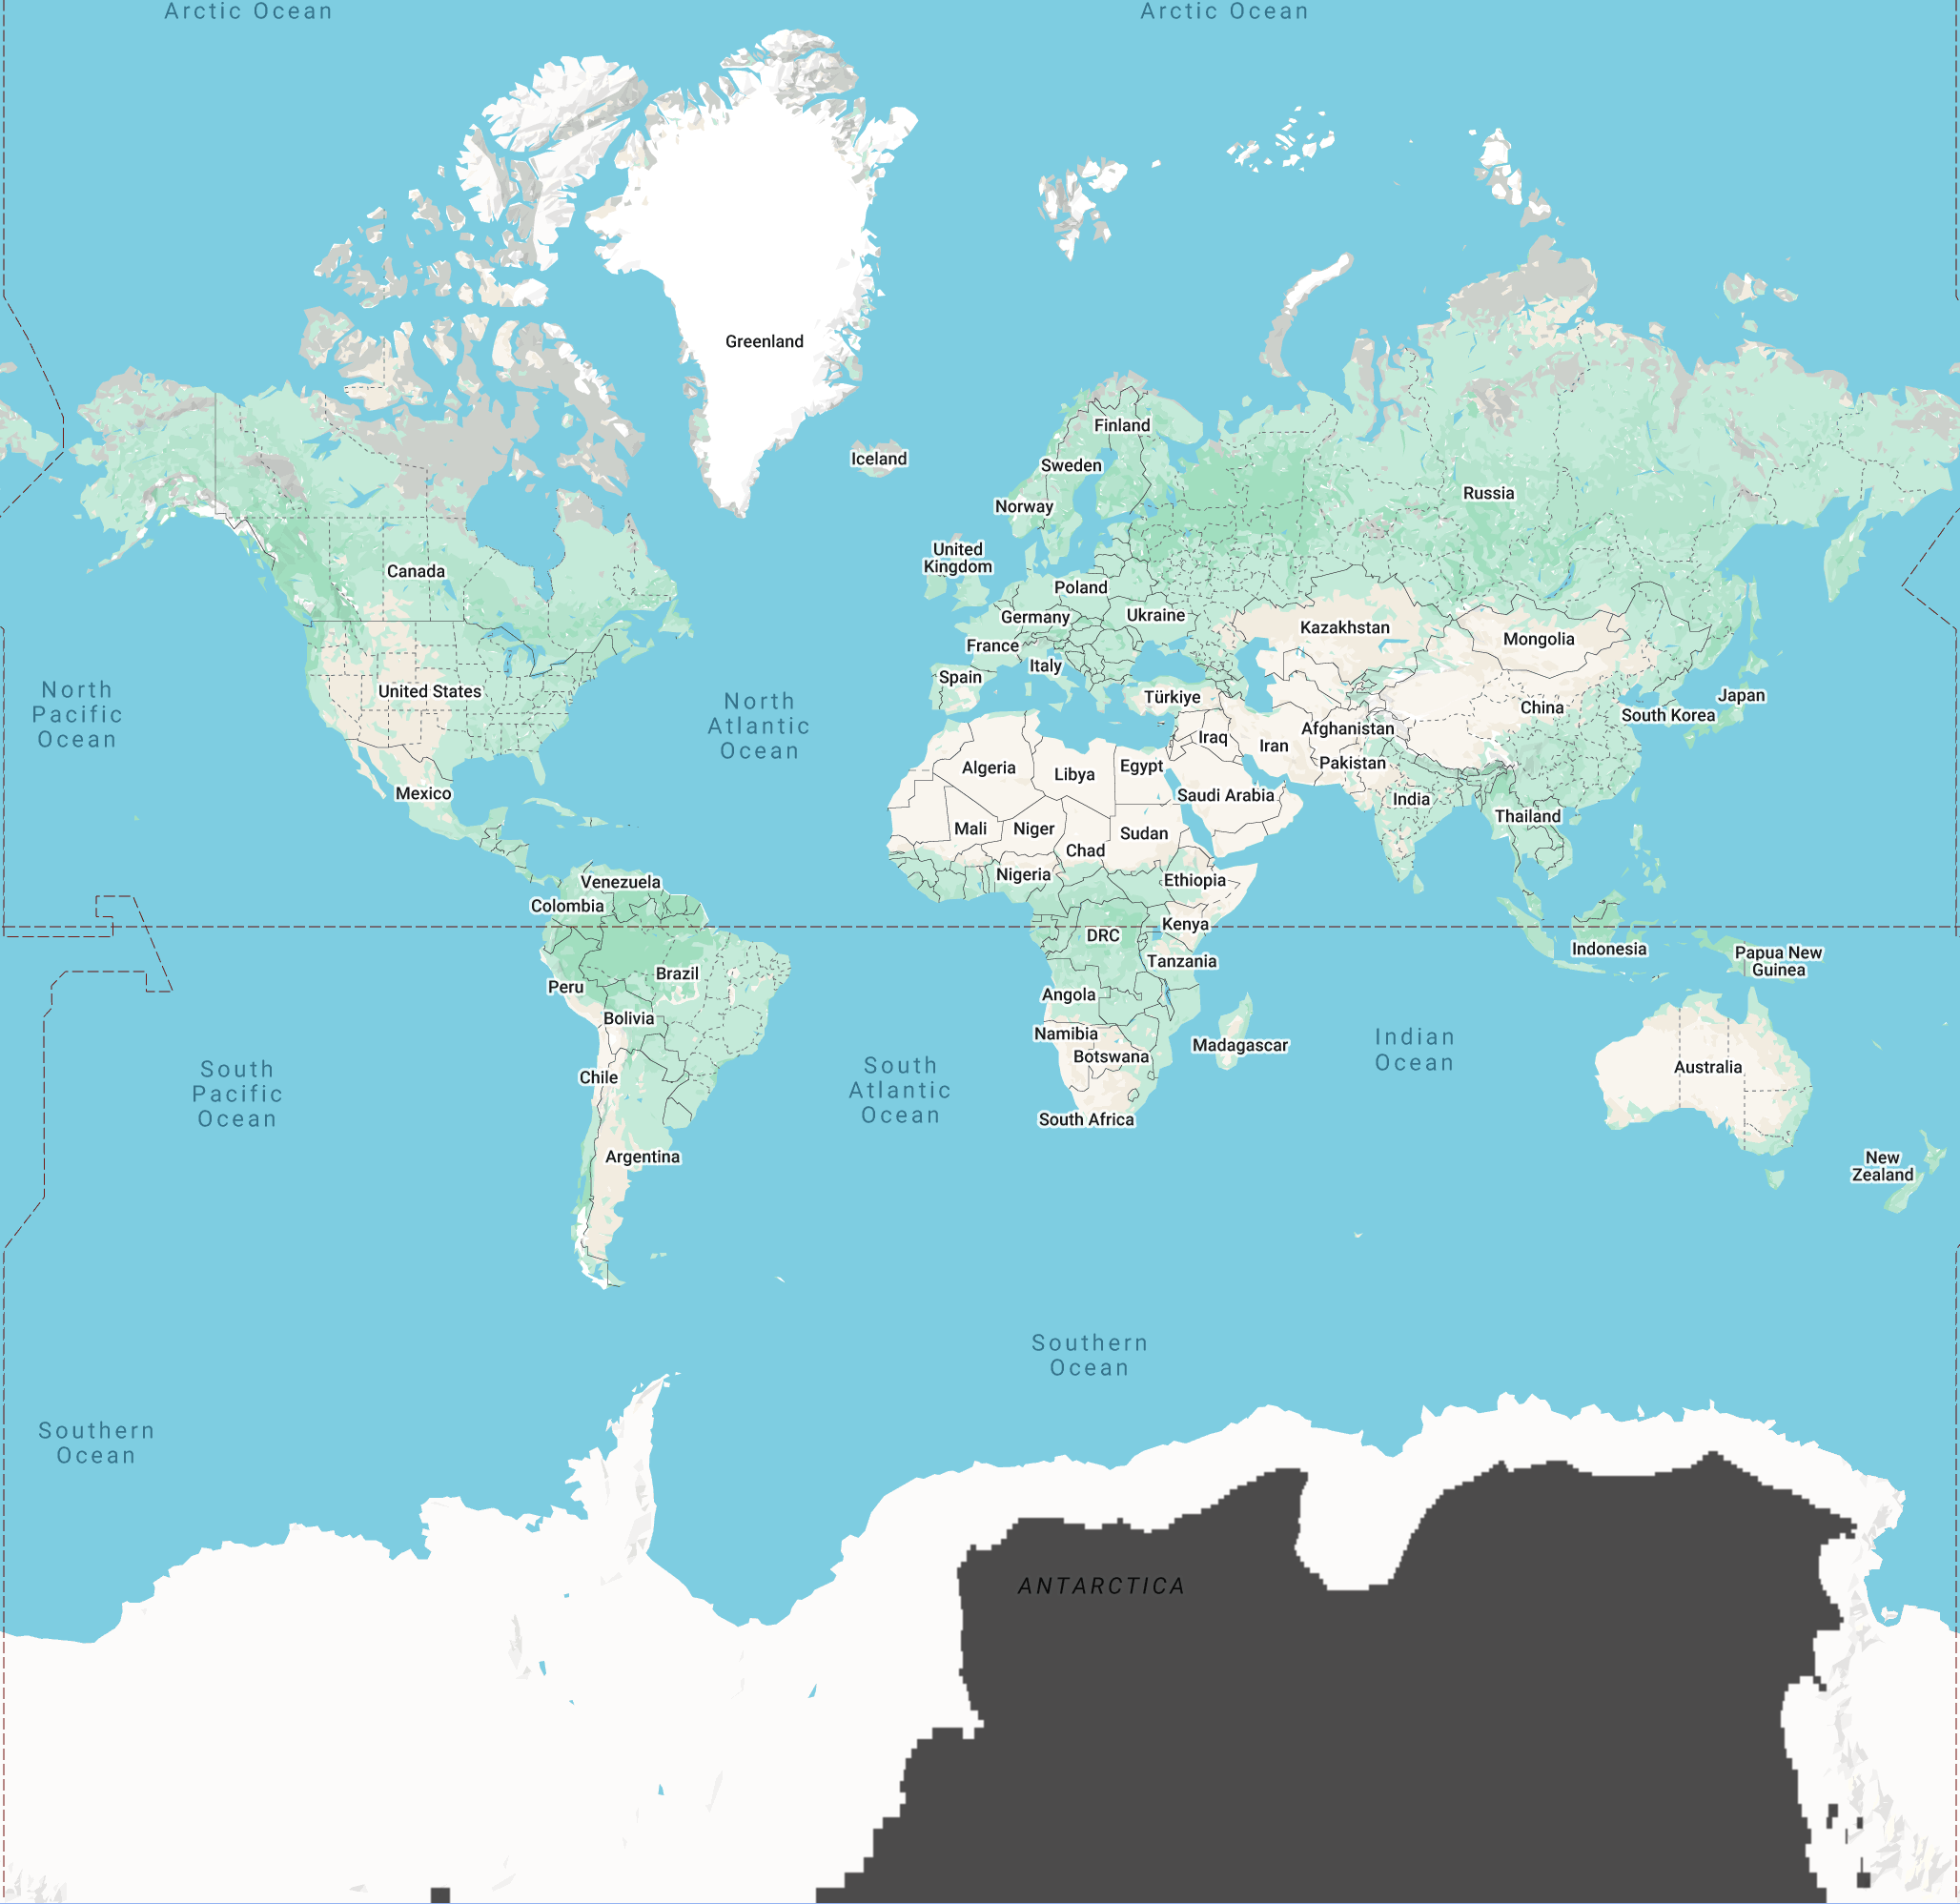 Arctic Ocean
Arctic Ocean
Greenland
Finland
Iceland
Sweden
Russia
Norway
United
Kingdom
Canada
Poland
Germany
Ukraine
Kazakhstan
Mongolia
France
Italy
Spain
United States
Türkiye
Japan
China
South Korea
North
Pacific
Ocean
North
Atlantic
Ocean
Afghanistan
Iraq
Iran
Pakistan
Algeria
Libya
Egypt
Mexico
Saudi Arabia
India
Thailand
Mali
Niger
Sudan
Chad
Nigeria
Ethiopia
Venezuela
Colombia
Kenya
DRC
Indonesia
Papua New
Guinea
Tanzania
Brazil
Peru
Angola
Bolivia
Namibia
Madagascar
Botswana
Indian
Ocean
Australia
Chile
South
Pacific
Ocean
South
Atlantic
Ocean
South Africa
Argentina
New
Zealand
Southern
Ocean
Southern
Ocean
ANTARCTICA